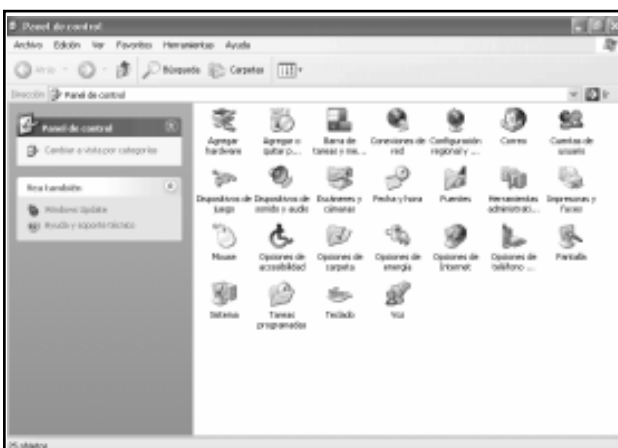 Panel de control
Archivo Edición Ver Favoritos Herramientas Ayuda
Atrás Búsqueda Carpetas
Dirección Panel de control Ir
Panel de control
Cambiar a vista por categorías
Vea también
Windows Update
Ayuda y soporte técnico
Agregar hardware
Agregar o quitar p...
Barra de tareas y me...
Conexiones de red
Configuración regional y ...
Correo
Cuentas de usuario
Dispositivos de juego
Dispositivos de sonido y audio
Escáneres y cámaras
Fecha y hora
Fuentes
Herramientas administrati...
Impresoras y faxes
Mouse
Opciones de accesibilidad
Opciones de carpeta
Opciones de energía
Opciones de Internet
Opciones de teléfono ...
Pantalla
Sistema
Tareas programadas
Teclado
Voz
25 objetos